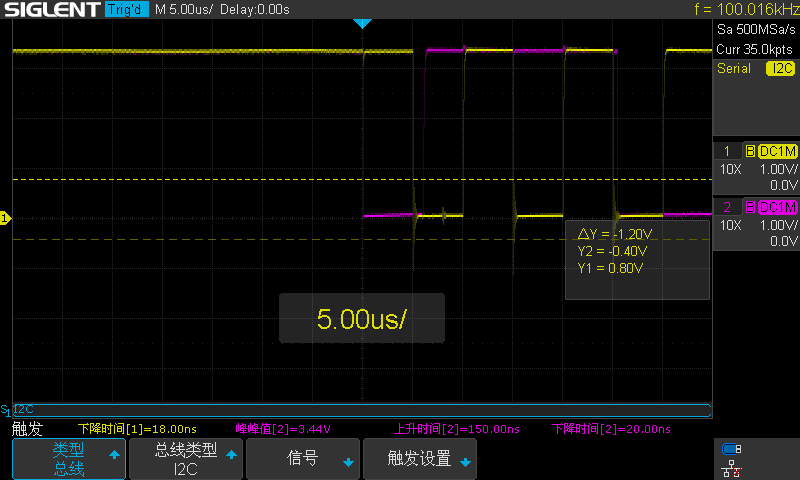 SIGLENT Trig'd M 5.00us/ Delay:0.00s f = 100.016kHz
Sa 500MSa/s
Curr 35.0kpts
Serial I2C
1 B DC1M
10X 1.00V/
0.0V
2 B DC1M
10X 1.00V/
0.0V
1
ΔY = -1.20V
Y2 = -0.40V
Y1 = 0.80V
5.00us/
S1 I2C
触发 下降时间[1]=18.00ns 峰峰值[2]=3.44V 上升时间[2]=150.00ns 下降时间[2]=20.00ns
类型 总线类型 信号 触发设置
总线 I2C